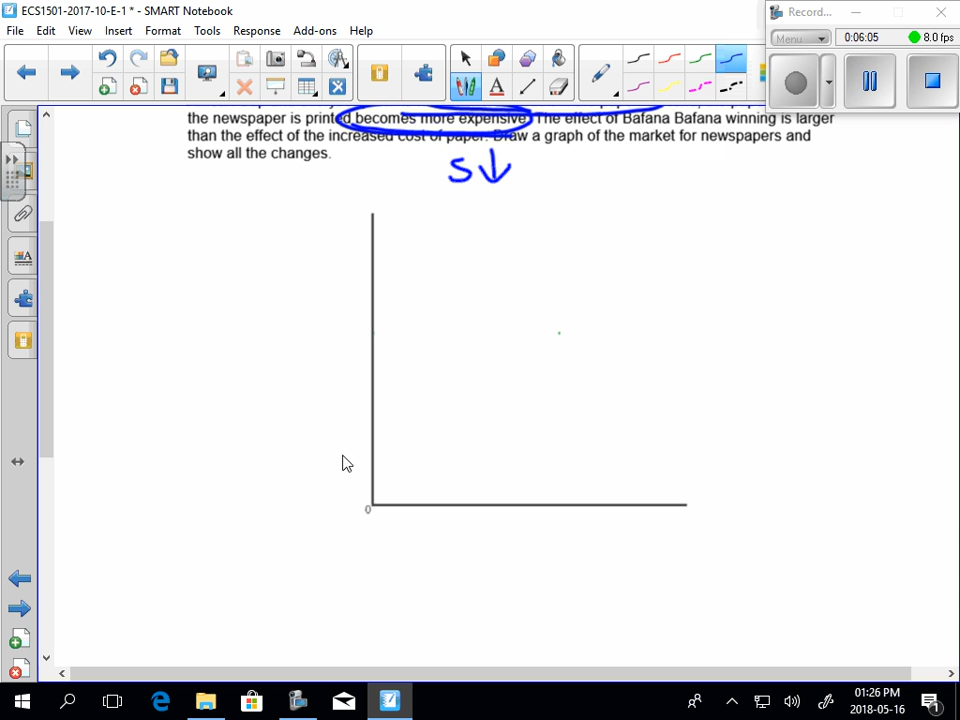 ECS1501-2017-10-E-1 * - SMART Notebook
File Edit View Insert Format Tools Response Add-ons Help
Record...
Menu
0:06:05
8.0 fps
the newspaper is printed becomes more expensive. The effect of Bafana Bafana winning is larger
than the effect of the increased cost of paper. Draw a graph of the market for newspapers and
show all the changes.
S↓
0
01:26 PM
2018-05-16
1